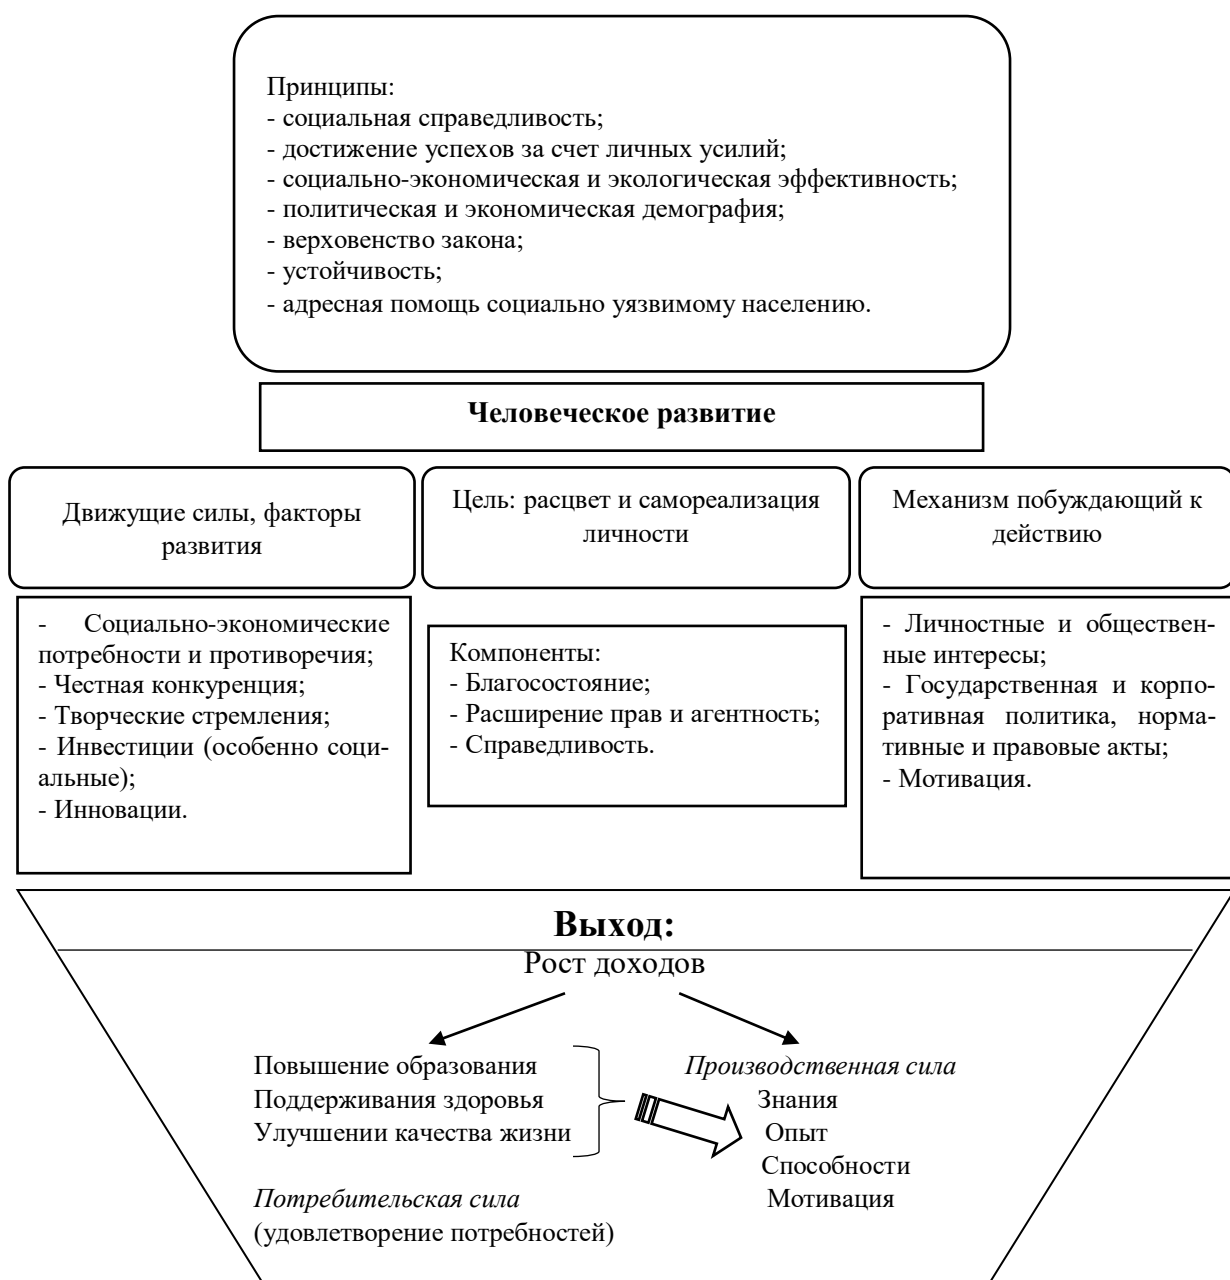 Принципы:
- социальная справедливость;
- достижение успехов за счет личных усилий;
- социально-экономическая и экологическая эффективность;
- политическая и экономическая демография;
- верховенство закона;
- устойчивость;
- адресная помощь социально уязвимому населению.
Человеческое развитие
Движущие силы, факторы
развития
Цель: расцвет и самореализация
личности
Механизм побуждающий к
действию
- Социально-экономические
потребности и противоречия;
- Честная конкуренция;
- Творческие стремления;
- Инвестиции (особенно соци-
альные);
- Инновации.
Компоненты:
- Благосостояние;
- Расширение прав и агентность;
- Справедливость.
- Личностные и обществен-
ные интересы;
- Государственная и корпо-
ративная политика, норма-
тивные и правовые акты;
- Мотивация.
Выход:
Рост доходов
Повышение образования
Поддерживания здоровья
Улучшении качества жизни
Потребительская сила
(удовлетворение потребностей)
Производственная сила
Знания
Опыт
Способности
Мотивация